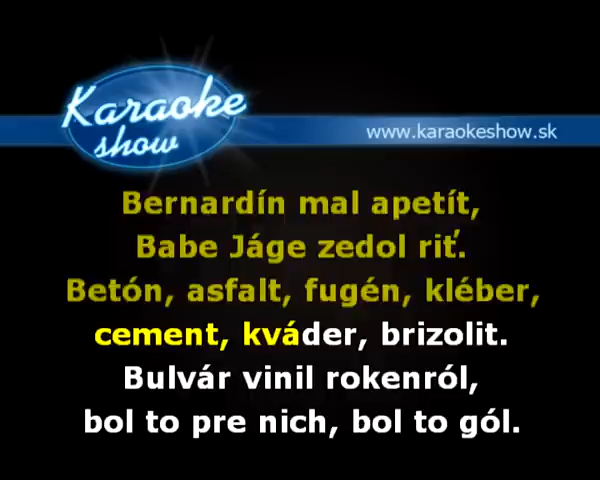 Karaoke
show
www.karaokeshow.sk
Bernardín mal apetít,
Babe Jáge zedol riť.
Betón, asfalt, fugén, kléber,
cement, kváder, brizolit.
Bulvár vinil rokenról,
bol to pre nich, bol to gól.